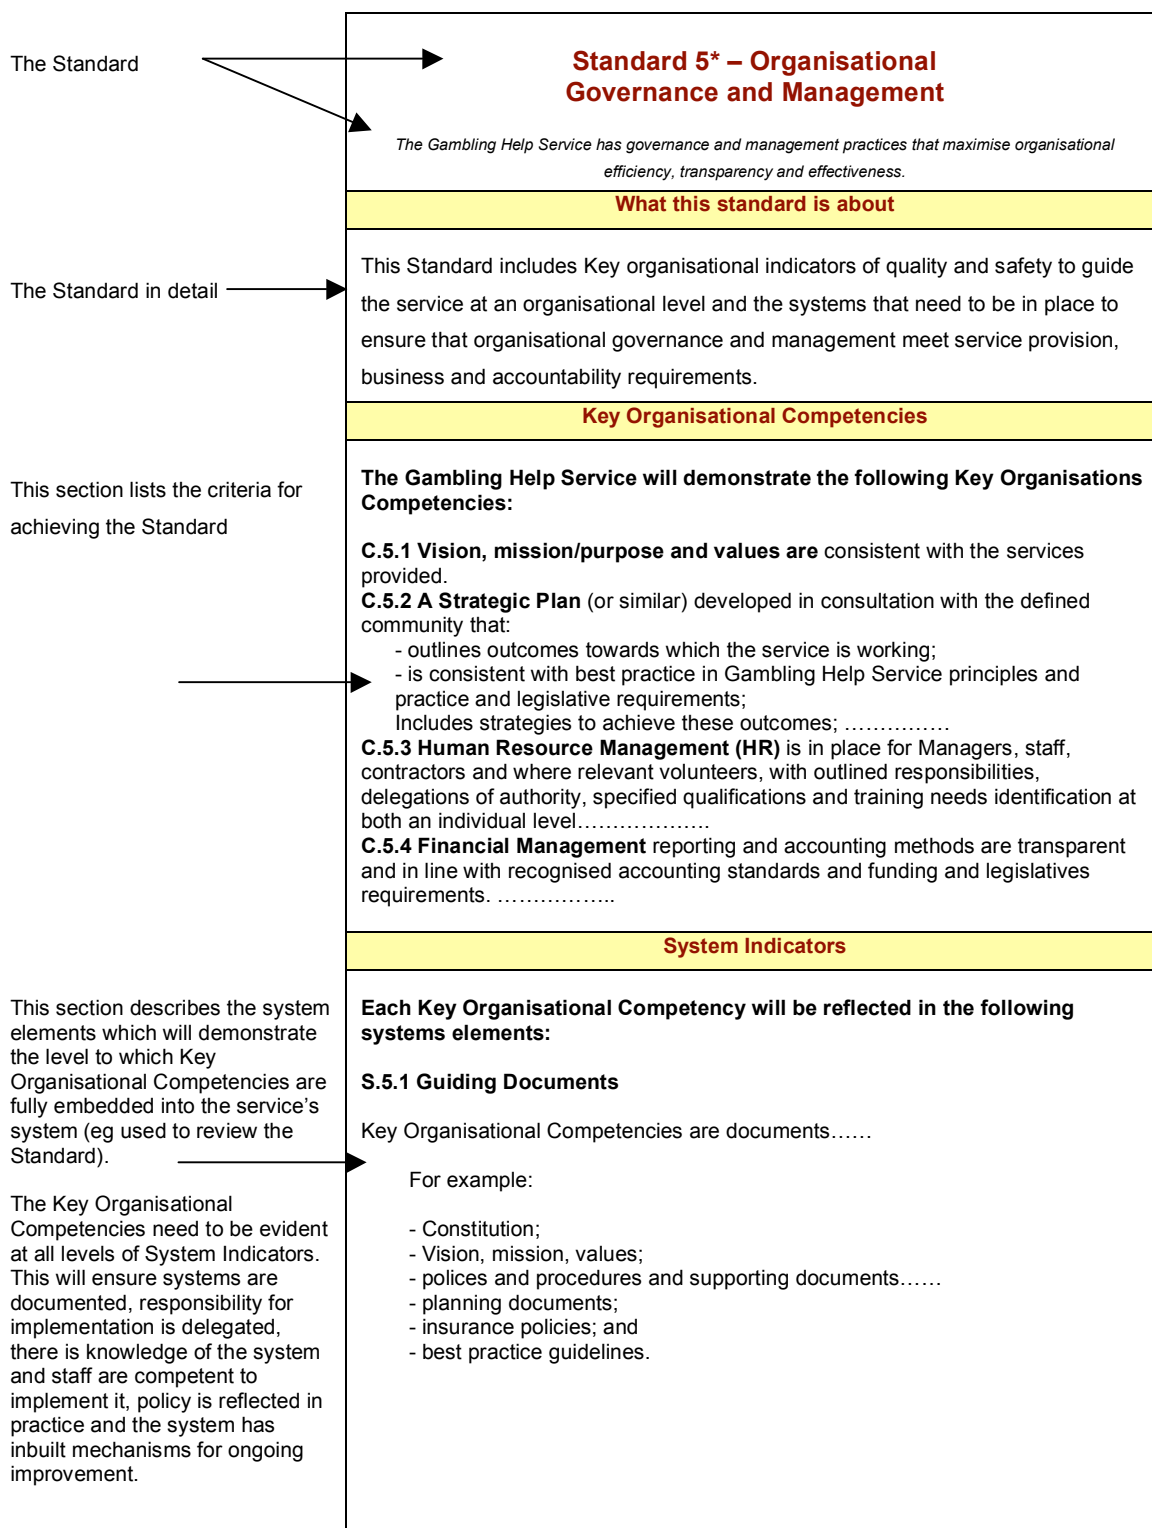 The Standard
Standard 5* – Organisational
Governance and Management
The Gambling Help Service has governance and management practices that maximise organisational
efficiency, transparency and effectiveness.
What this standard is about
The Standard in detail
This Standard includes Key organisational indicators of quality and safety to guide
the service at an organisational level and the systems that need to be in place to
ensure that organisational governance and management meet service provision,
business and accountability requirements.
Key Organisational Competencies
This section lists the criteria for
achieving the Standard
The Gambling Help Service will demonstrate the following Key Organisations
Competencies:
C.5.1 Vision, mission/purpose and values are consistent with the services
provided.
C.5.2 A Strategic Plan (or similar) developed in consultation with the defined
community that:
- outlines outcomes towards which the service is working;
- is consistent with best practice in Gambling Help Service principles and
practice and legislative requirements;
Includes strategies to achieve these outcomes; ……………
C.5.3 Human Resource Management (HR) is in place for Managers, staff,
contractors and where relevant volunteers, with outlined responsibilities,
delegations of authority, specified qualifications and training needs identification at
both an individual level………………..
C.5.4 Financial Management reporting and accounting methods are transparent
and in line with recognised accounting standards and funding and legislatives
requirements. ……………..
System Indicators
This section describes the system
elements which will demonstrate
the level to which Key
Organisational Competencies are
fully embedded into the service's
system (eg used to review the
Standard).
The Key Organisational
Competencies need to be evident
at all levels of System Indicators.
This will ensure systems are
documented, responsibility for
implementation is delegated,
there is knowledge of the system
and staff are competent to
implement it, policy is reflected in
practice and the system has
inbuilt mechanisms for ongoing
improvement.
Each Key Organisational Competency will be reflected in the following
systems elements:
S.5.1 Guiding Documents
Key Organisational Competencies are documents……
For example:
- Constitution;
- Vision, mission, values;
- polices and procedures and supporting documents……
- planning documents;
- insurance policies; and
- best practice guidelines.